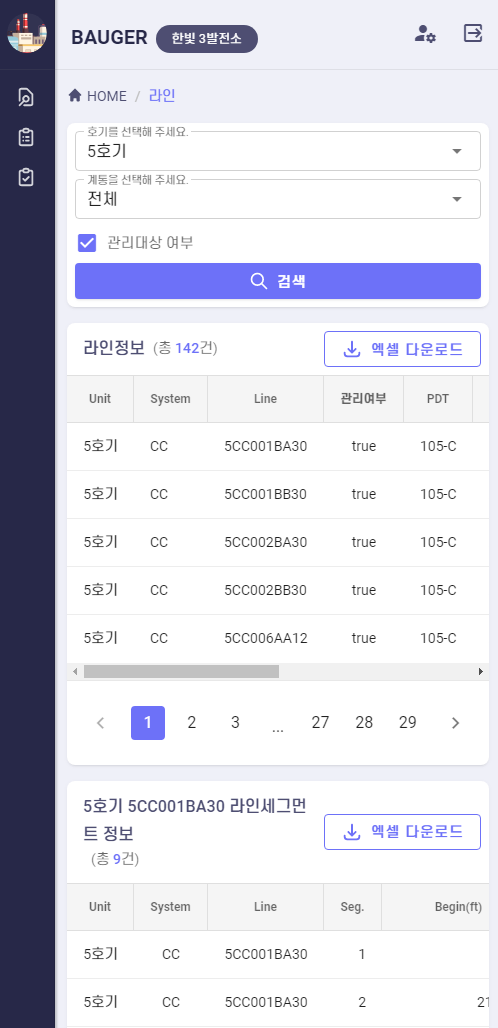 BAUGER 한빛 3발전소
HOME / 라인
호기를 선택해 주세요.
5호기
계통을 선택해 주세요.
전체
관리대상 여부
검색
라인정보 (총 142건) 엑셀 다운로드
Unit System Line 관리여부 PDT
5호기 CC 5CC001BA30 true 105-C
5호기 CC 5CC001BB30 true 105-C
5호기 CC 5CC002BA30 true 105-C
5호기 CC 5CC002BB30 true 105-C
5호기 CC 5CC006AA12 true 105-C
1 2 3 ... 27 28 29
5호기 5CC001BA30 라인세그먼
트 정보
(총 9건)
엑셀 다운로드
Unit System Line Seg. Begin(ft)
5호기 CC 5CC001BA30 1
5호기 CC 5CC001BA30 2 21